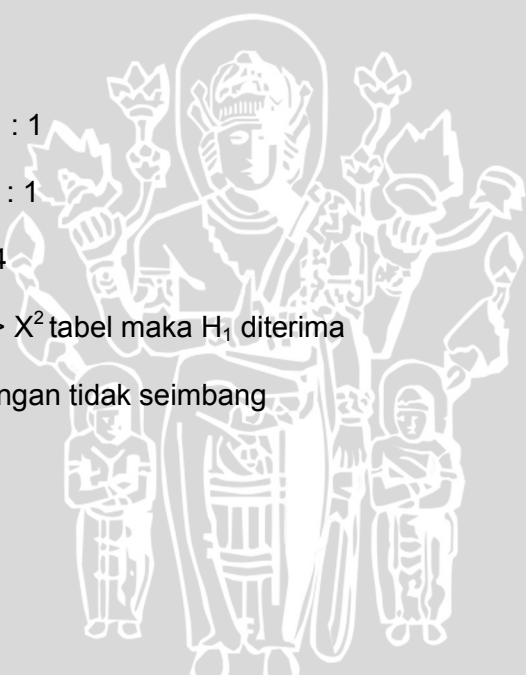 : 1
: 1
4
> X² tabel maka H₁ diterima
ngan tidak seimbang